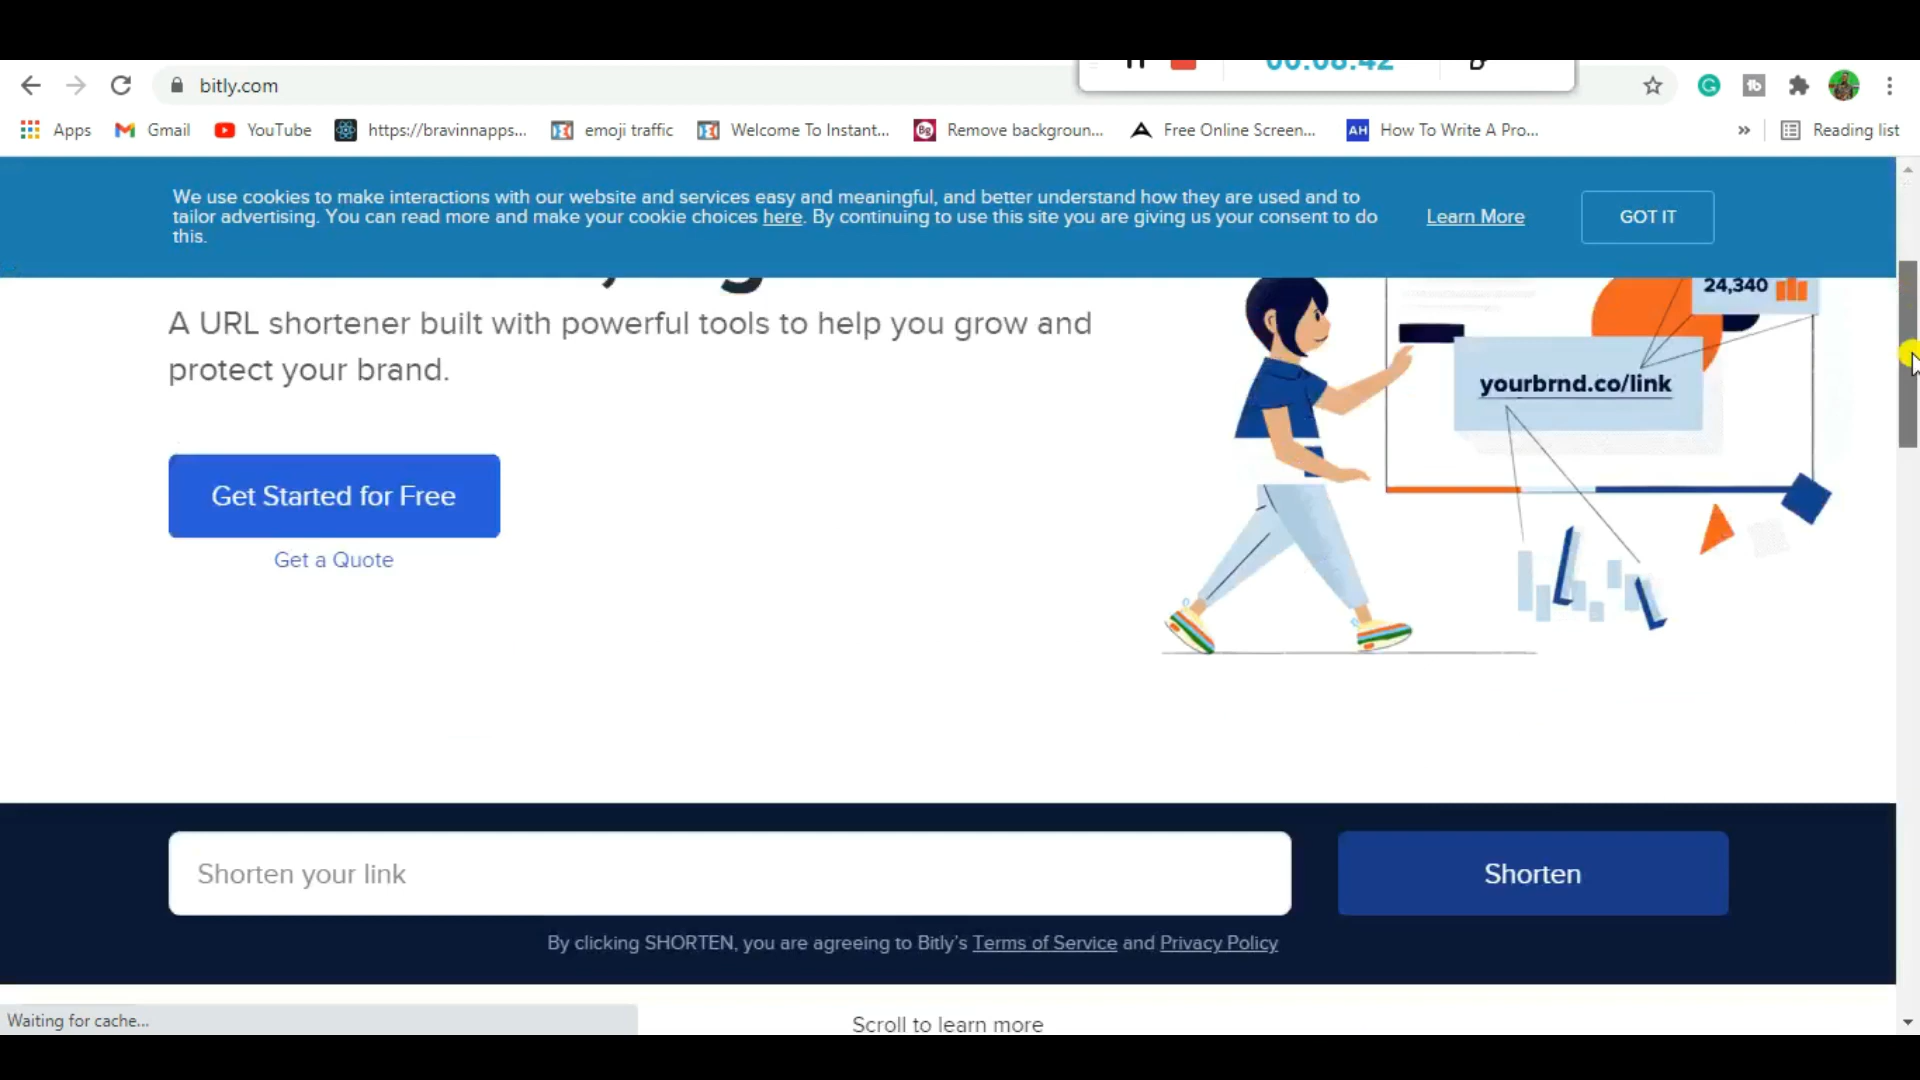 bitly.com
00:08:42
Apps
Gmail
YouTube
https://bravinnapps...
emoji traffic
Welcome To Instant...
Bg
Remove backgroun...
Free Online Screen...
AH
How To Write A Pro...
»
Reading list
We use cookies to make interactions with our website and services easy and meaningful, and better understand how they are used and to
tailor advertising. You can read more and make your cookie choices here. By continuing to use this site you are giving us your consent to do
this.
Learn More
GOT IT
24,340
A URL shortener built with powerful tools to help you grow and
protect your brand.
yourbrnd.co/link
Get Started for Free
Get a Quote
Shorten your link
Shorten
By clicking SHORTEN, you are agreeing to Bitly's Terms of Service and Privacy Policy
Waiting for cache...
Scroll to learn more